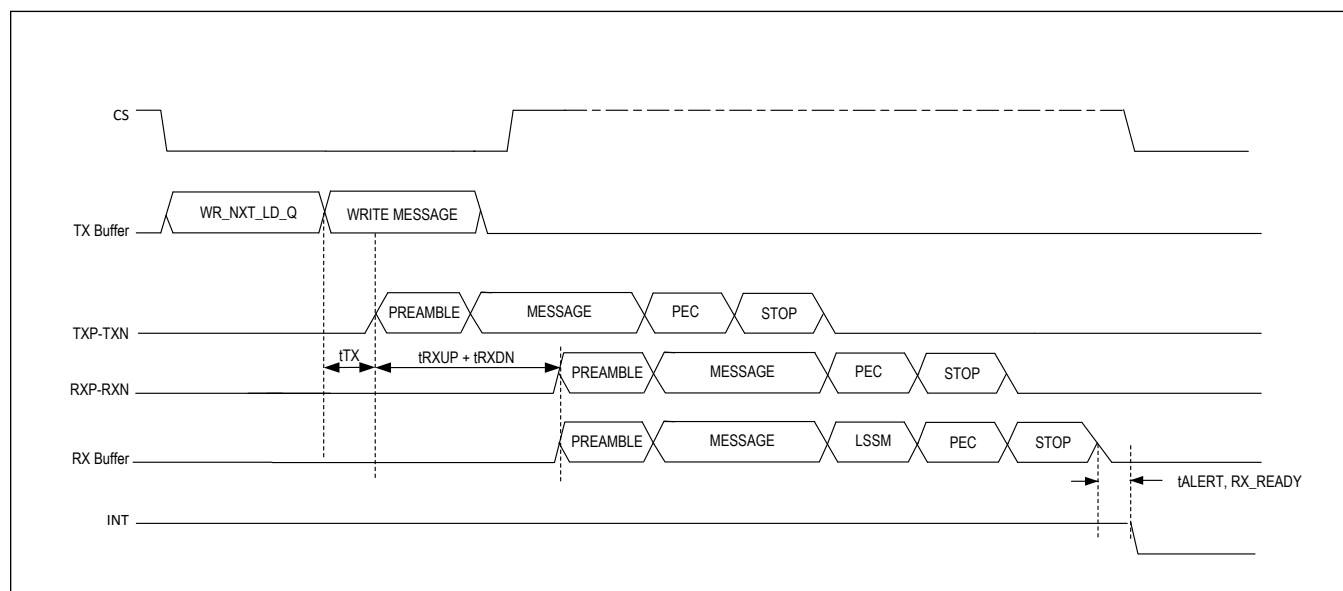 CS
TX Buffer
WR_NXT_LD_Q
WRITE MESSAGE
TXP-TXN
PREAMBLE
MESSAGE
PEC
STOP
tTX
tRXUP + tRXDN
RXP-RXN
PREAMBLE
MESSAGE
PEC
STOP
RX Buffer
PREAMBLE
MESSAGE
LSSM
PEC
STOP
tALERT, RX_READY
INT